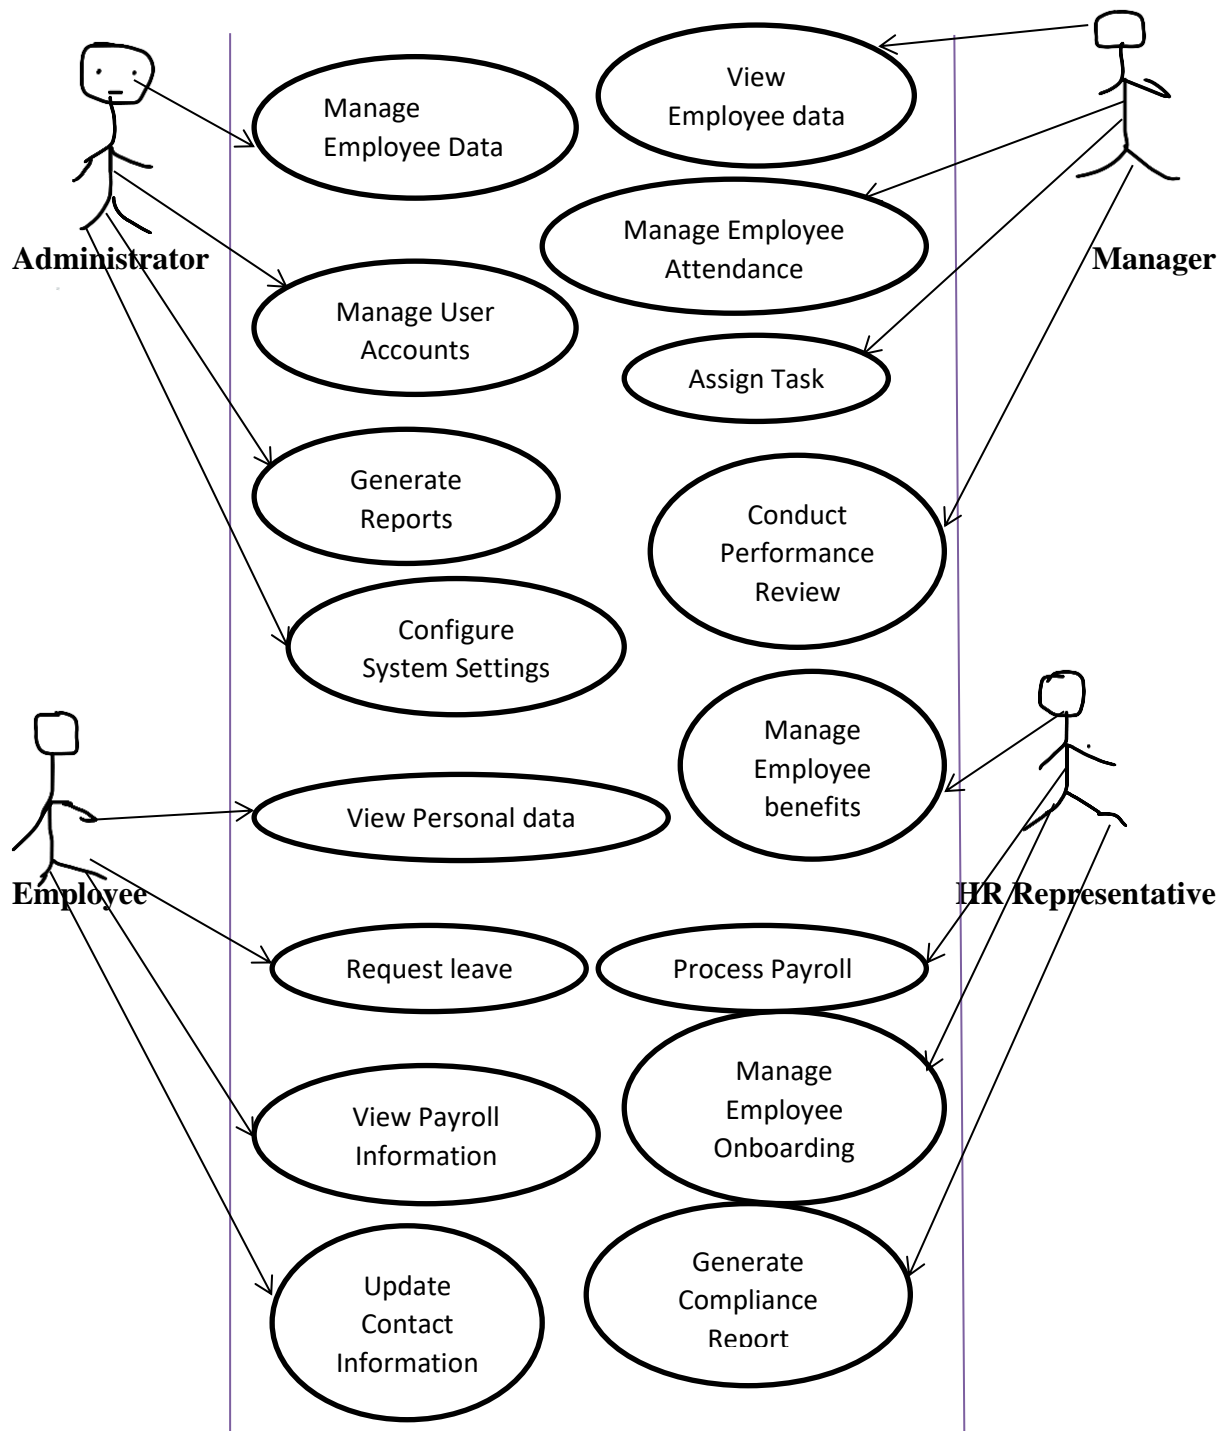 Manage
Employee Data
View
Employee data
Administrator
Manage Employee
Attendance
Manager
Manage User
Accounts
Assign Task
Generate
Reports
Conduct
Performance
Review
Configure
System Settings
Manage
Employee
benefits
View Personal data
Employee
HR Representative
Request leave
Process Payroll
View Payroll
Information
Manage
Employee
Onboarding
Update
Contact
Information
Generate
Compliance
Report